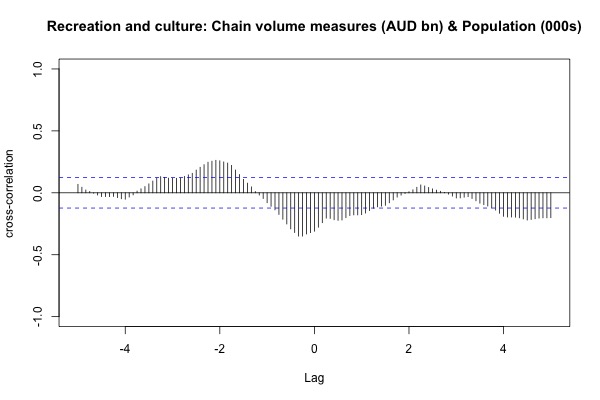 Recreation and culture: Chain volume measures (AUD bn) & Population (000s)
cross-correlation
1.0
0.5
0.0
-0.5
-1.0
-4 -2 0 2 4
Lag